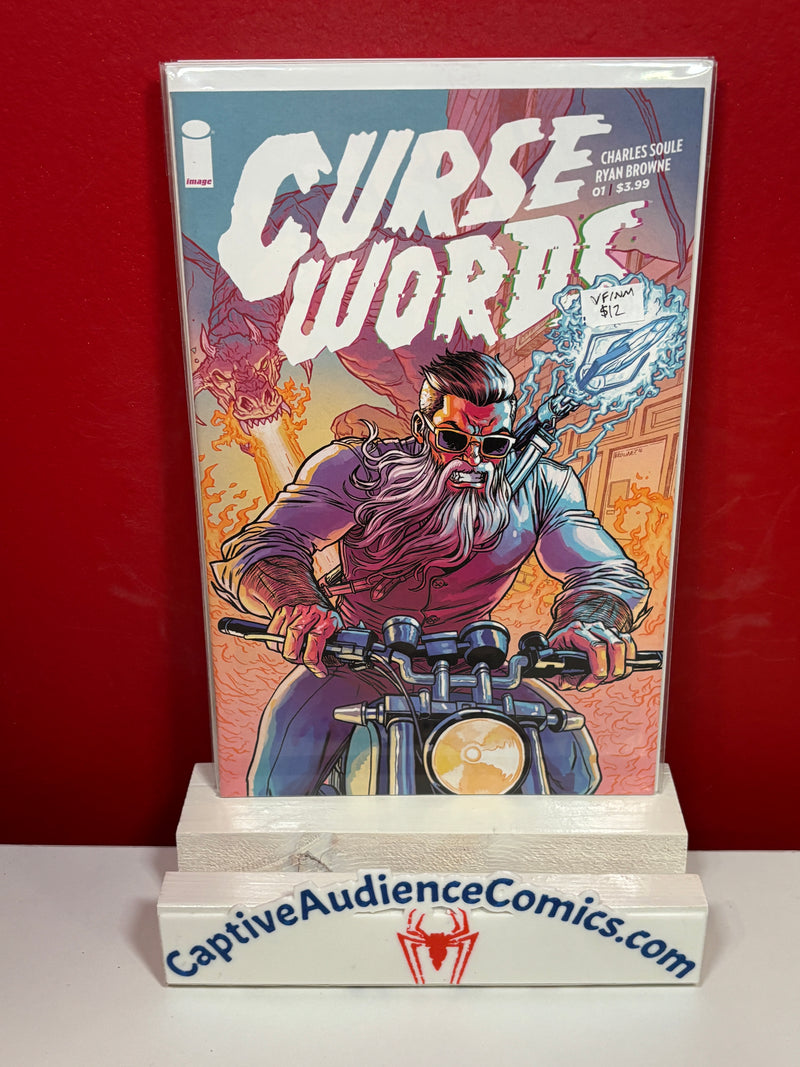 image
CURSE
WORDS
CHARLES SOULE
RYAN BROWNE
01 | $3.99
VF/NM
$12
CaptiveAudienceComics.com